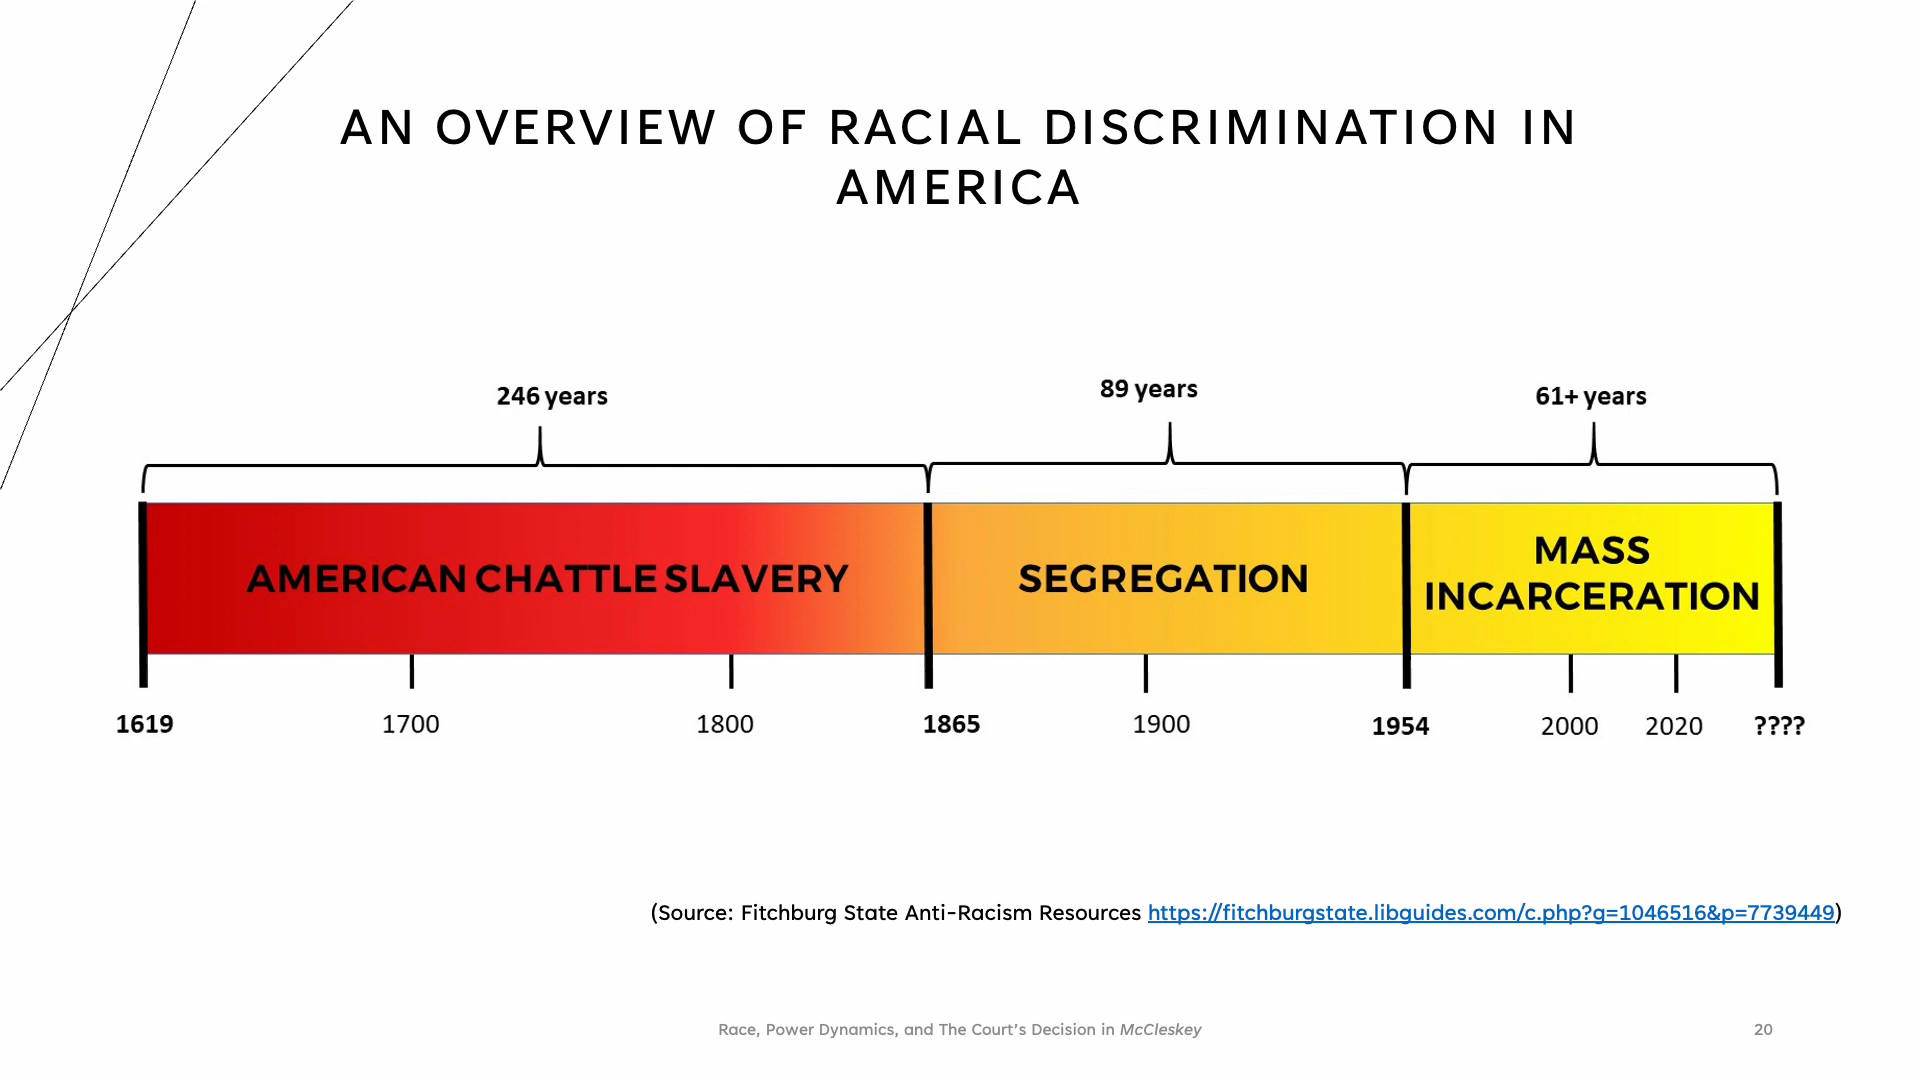 AN OVERVIEW OF RACIAL DISCRIMINATION IN
AMERICA
246 years
89 years
61+ years
AMERICAN CHATTLE SLAVERY
SEGREGATION
MASS
INCARCERATION
1619
1700
1800
1865
1900
1954
2000
2020
????
(Source: Fitchburg State Anti-Racism Resources https://fitchburgstate.libguides.com/c.php?g=1046516&p=7739449)
Race, Power Dynamics, and The Court's Decision in McCleskey
20